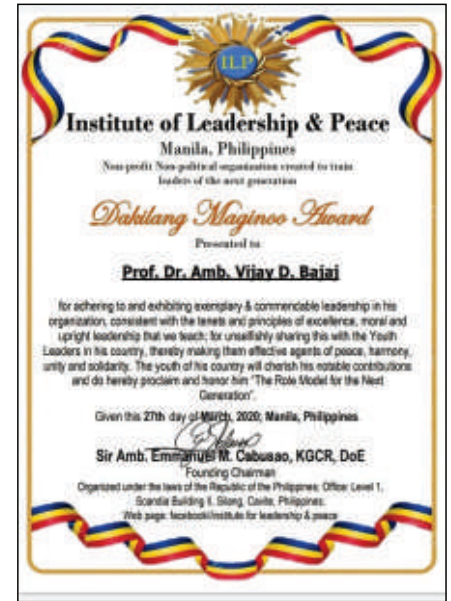 ILP
Institute of Leadership & Peace
Manila, Philippines
Non-profit Non-political organization created to train
leaders of the next generation
Dakilang Maginoo Award
Presented to
Prof. Dr. Amb. Vijay D. Bajaj
for adhering to and exhibiting exemplary & commendable leadership in his
organization, consistent with the tenets and principles of excellence, moral and
upright leadership that we teach; for unselfishly sharing this with the Youth
Leaders in his country, thereby making them effective agents of peace, harmony,
unity and solidarity. The youth of his country will cherish his notable contributions
and do hereby proclaim and honor him "The Role Model for the Next
Generation".
Given this 27th day of March, 2020; Manila, Philippines
Sir Amb. Emmanuel M. Cabusao, KGCR, DoE
Founding Chairman
Organized under the laws of the Republic of the Philippines; Office: Level 1,
Scandia Building II, Silang, Cavite, Philippines.
Web page: facebook/institute for leadership & peace